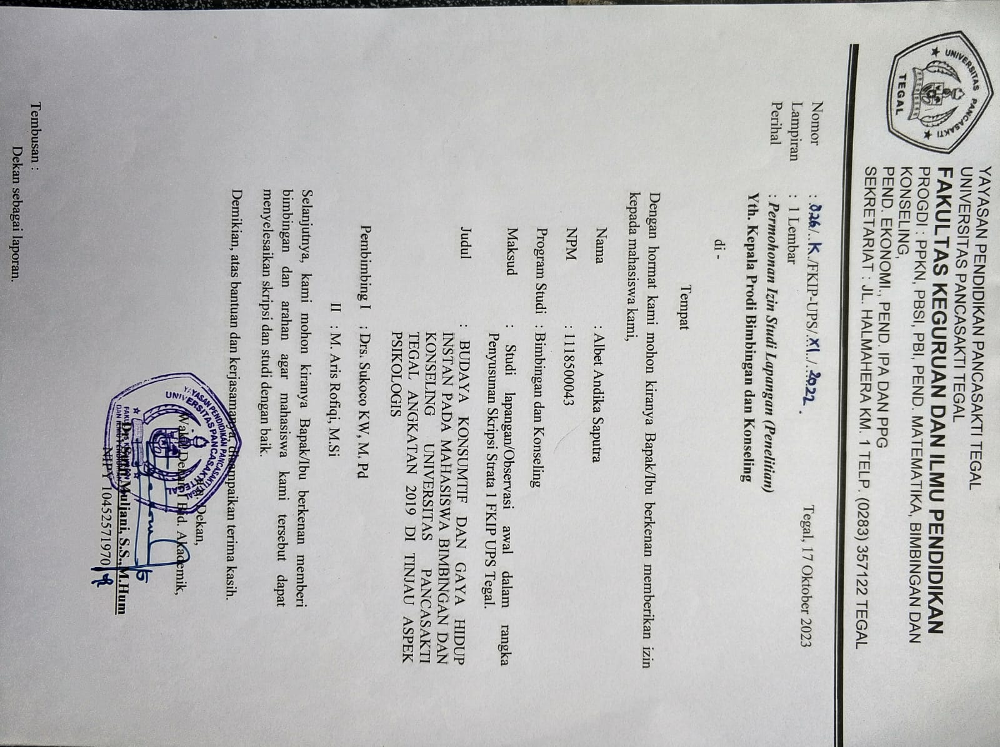 YAYASAN PENDIDIKAN PANCASAKTI TEGAL
UNIVERSITAS PANCASAKTI TEGAL
FAKULTAS KEGURUAN DAN ILMU PENDIDIKAN
PROGDI : PPKN, PBSI, PBI, PEND. MATEMATIKA, BIMBINGAN DAN
KONSELING,
PEND. EKONOMI., PEND. IPA DAN PPG
SEKRETARIAT : JL. HALMAHERA KM. 1 TELP. (0283) 357122 TEGAL
UNIVERSITAS PANCASAKTI
TEGAL
Nomor : 026/..K./FKIP-UPS/.XI../..2022. Tegal, 17 Oktober 2023
Lampiran : 1 Lembar
Perihal : Permohonan Izin Studi Lapangan (Penelitian)
Yth. Kepala Prodi Bimbingan dan Konseling
di -
Tempat
Dengan hormat kami mohon kiranya Bapak/Ibu berkenan memberikan izin
kepada mahasiswa kami,
Nama : Albet Andika Saputra
NPM : 1118500043
Program Studi : Bimbingan dan Konseling
Maksud : Studi lapangan/Observasi awal dalam rangka
Penyusunan Skripsi Strata 1 FKIP UPS Tegal.
Judul : BUDAYA KONSUMTIF DAN GAYA HIDUP
INSTAN PADA MAHASISWA BIMBINGAN DAN
KONSELING UNIVERSITAS PANCASAKTI
TEGAL ANGKATAN 2019 DI TINJAU ASPEK
PSIKOLOGIS
Pembimbing I : Drs. Sukoco KW, M. Pd
II : M. Aris Rofiqi, M.Si
Selanjutnya, kami mohon kiranya Bapak/Ibu berkenan memberi
bimbingan dan arahan agar mahasiswa kami tersebut dapat
menyelesaikan skripsi dan studi dengan baik.
Demikian, atas bantuan dan kerjasamanya, disampaikan terima kasih.
Dekan,
Wakil Dekan I Bid. Akademik,
YAYASAN PENDIDIKAN PANCASAKTI TEGAL
UNIVERSITAS PANCASAKTI TEGAL
Muljani, S.S., M.Hum
NIPY 10452571970
Tembusan :
Dekan sebagai laporan.